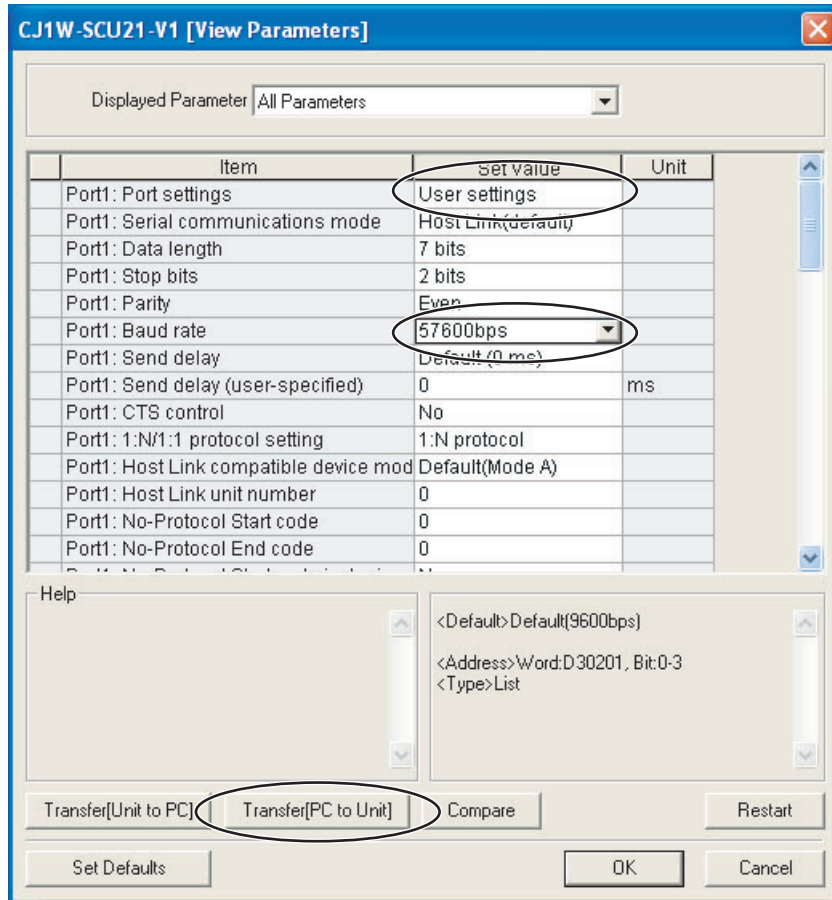 CJ1W-SCU21-V1 [View Parameters]
Displayed Parameter All Parameters
Item Set Value Unit
Port1: Port settings User settings
Port1: Serial communications mode Host Link(default)
Port1: Data length 7 bits
Port1: Stop bits 2 bits
Port1: Parity Even
Port1: Baud rate 57600bps
Port1: Send delay Default (0 ms)
Port1: Send delay (user-specified) 0 ms
Port1: CTS control No
Port1: 1:N/1:1 protocol setting 1:N protocol
Port1: Host Link compatible device mod Default(Mode A)
Port1: Host Link unit number 0
Port1: No-Protocol Start code 0
Port1: No-Protocol End code 0
Help
<Default>Default(9600bps)
<Address>Word:D30201, Bit:0-3
<Type>List
Transfer[Unit to PC] Transfer[PC to Unit] Compare Restart
Set Defaults OK Cancel